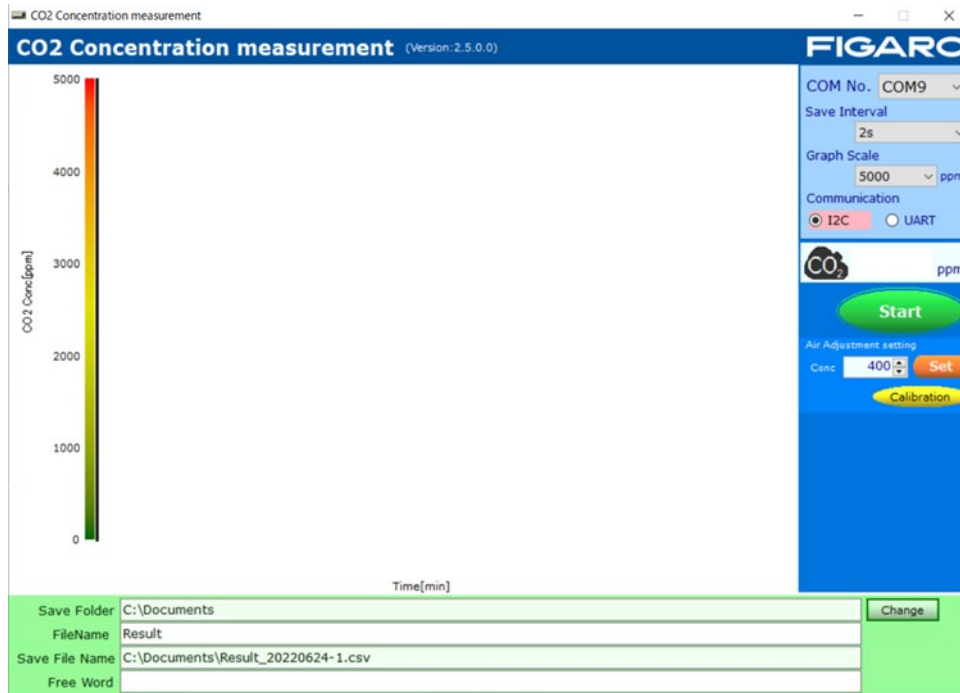 CO2 Concentration measurement
CO2 Concentration measurement (Version:2.5.0.0)
FIGARO
COM No. COM9
Save Interval
2s
Graph Scale
5000 ppm
Communication
I2C UART
CO2 ppm
Start
Air Adjustment setting
Conc 400 Set
Calibration
5000
4000
3000
2000
1000
0
CO2 Conc[ppm]
Time[min]
Save Folder C:\Documents Change
FileName Result
Save File Name C:\Documents\Result_20220624-1.csv
Free Word